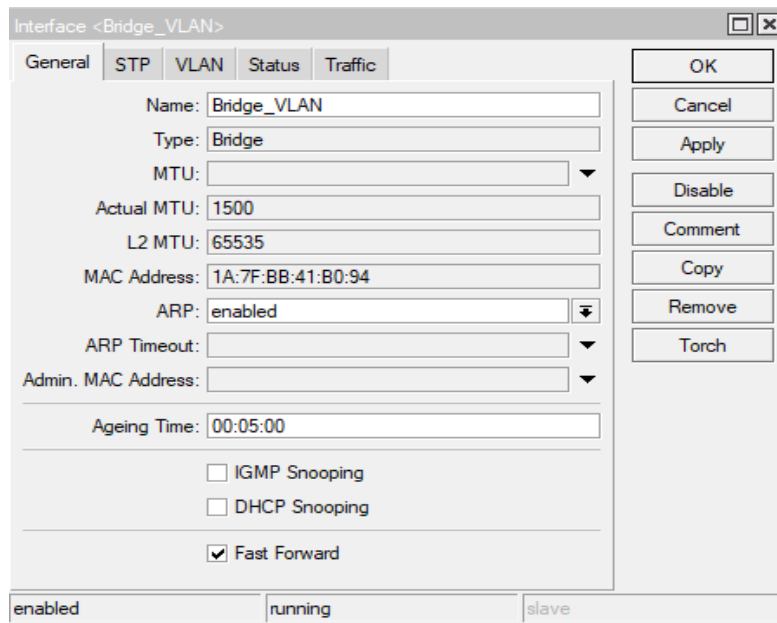 Interface <Bridge_VLAN>
General STP VLAN Status Traffic
Name: Bridge_VLAN
Type: Bridge
MTU:
Actual MTU: 1500
L2 MTU: 65535
MAC Address: 1A:7F:BB:41:B0:94
ARP: enabled
ARP Timeout:
Admin. MAC Address:
Ageing Time: 00:05:00
IGMP Snooping
DHCP Snooping
Fast Forward
OK
Cancel
Apply
Disable
Comment
Copy
Remove
Torch
enabled running slave